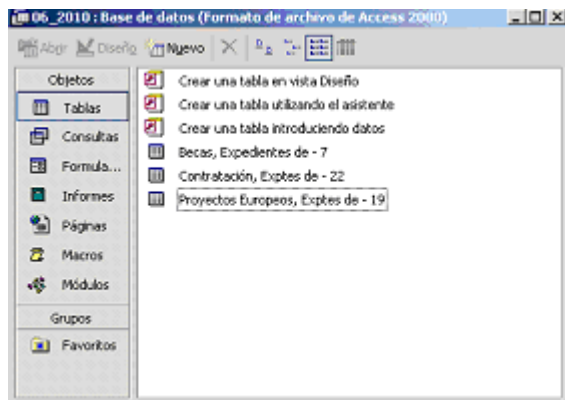 06_2010 : Base de datos (Formato de archivo de Access 2000)
Abrir Diseño Nuevo
Objetos
Tablas
Consultas
Formula...
Informes
Páginas
Macros
Módulos
Grupos
Favoritos
Crear una tabla en vista Diseño
Crear una tabla utilizando el asistente
Crear una tabla introduciendo datos
Becas, Expedientes de - 7
Contratación, Exptes de - 22
Proyectos Europeos, Exptes de - 19